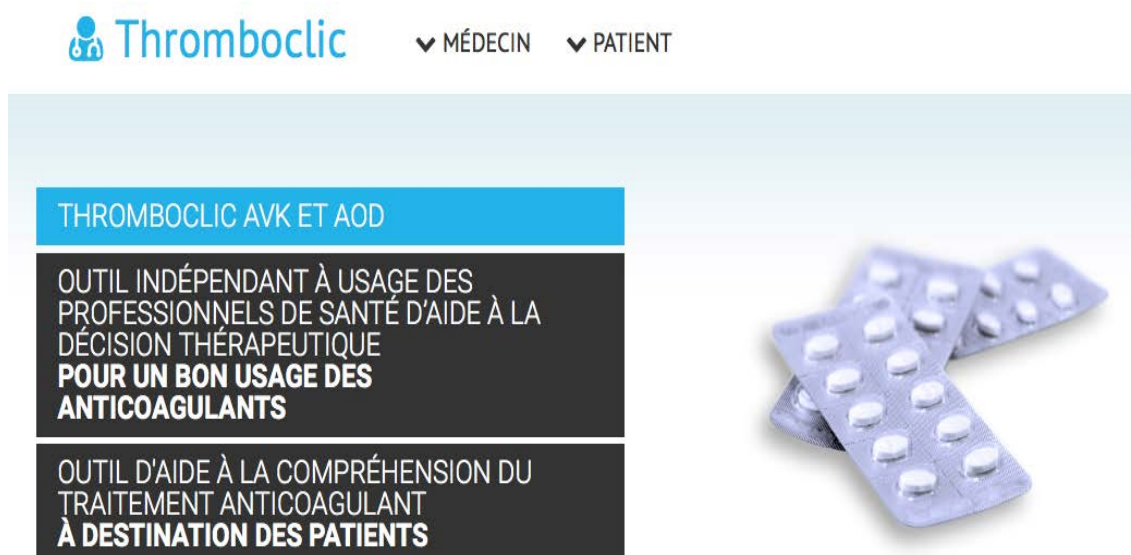 Thromboclic
MÉDECIN
PATIENT
THROMBOCLIC AVK ET AOD
OUTIL INDÉPENDANT À USAGE DES
PROFESSIONNELS DE SANTÉ D'AIDE À LA
DÉCISION THÉRAPEUTIQUE
POUR UN BON USAGE DES
ANTICOAGULANTS
OUTIL D'AIDE À LA COMPRÉHENSION DU
TRAITEMENT ANTICOAGULANT
À DESTINATION DES PATIENTS